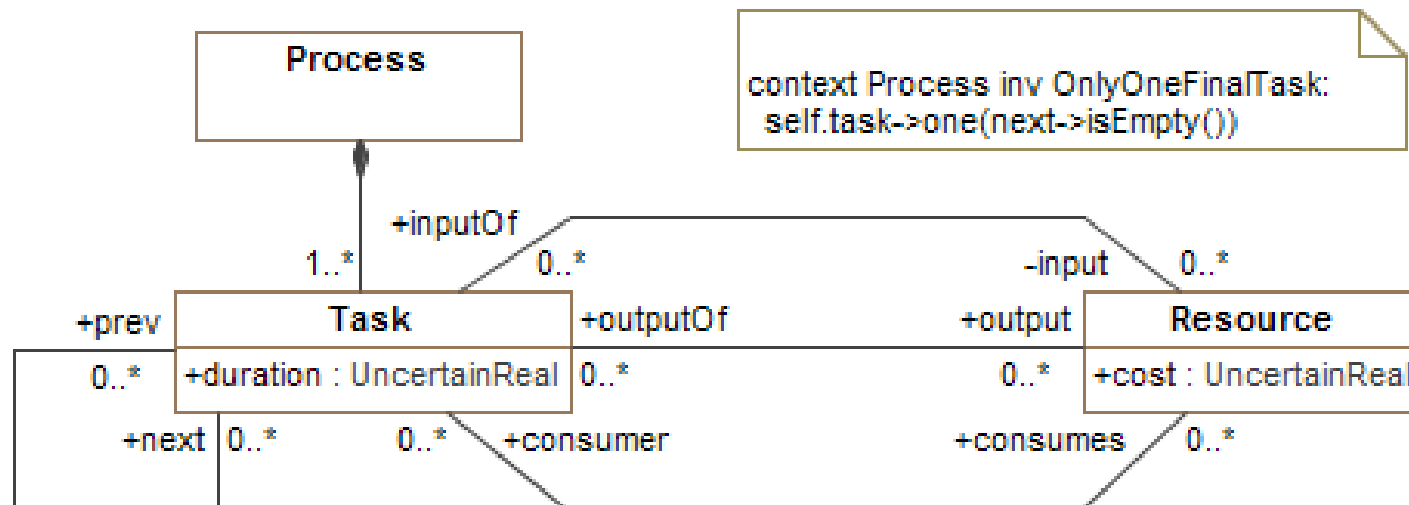 Process
context Process inv OnlyOneFinalTask:
self.task->one(next->isEmpty())
+inputOf
1..*
0..*
-input
0..*
+prev
Task
+outputOf
+output
Resource
0..*
+duration : UncertainReal
0..*
0..*
+cost : UncertainReal
+next
0..*
0..*
+consumer
+consumes
0..*